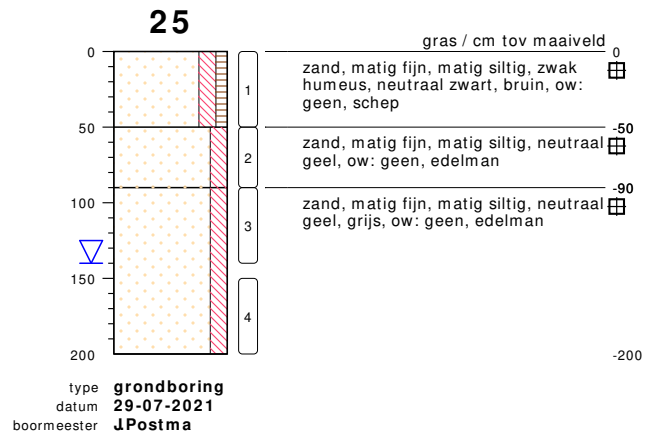 25
gras / cm tov maaiveld
0
0
zand, matig fijn, matig siltig, zwak
humeus, neutraal zwart, bruin, ow:
geen, schep
1
50
-50
zand, matig fijn, matig siltig, neutraal
geel, ow: geen, edelman
2
-90
zand, matig fijn, matig siltig, neutraal
geel, grijs, ow: geen, edelman
100
3
150
4
200
-200
type grondboring
datum 29-07-2021
boormeester J.Postma